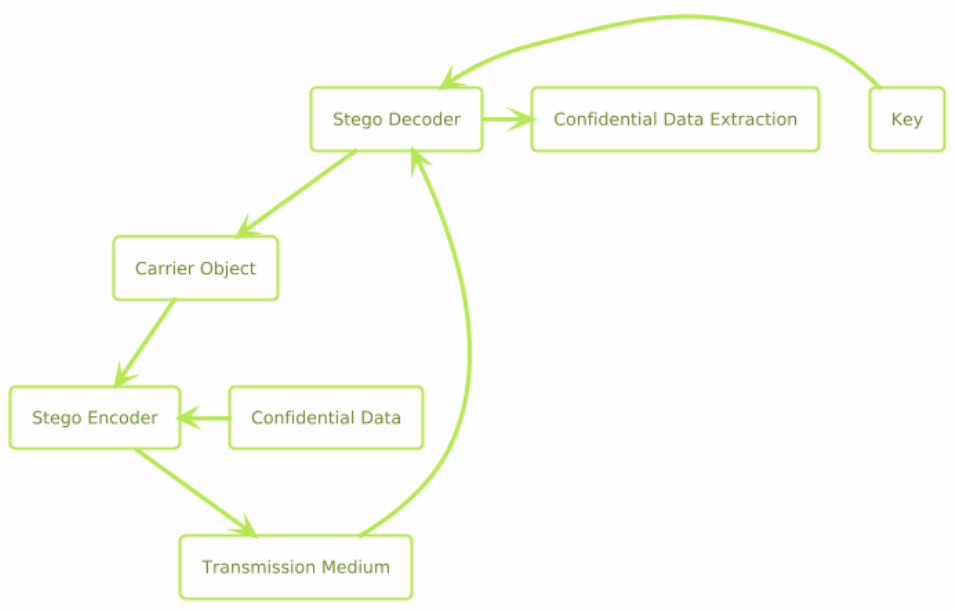 Stego Decoder
Confidential Data Extraction
Key
Carrier Object
Stego Encoder
Confidential Data
Transmission Medium